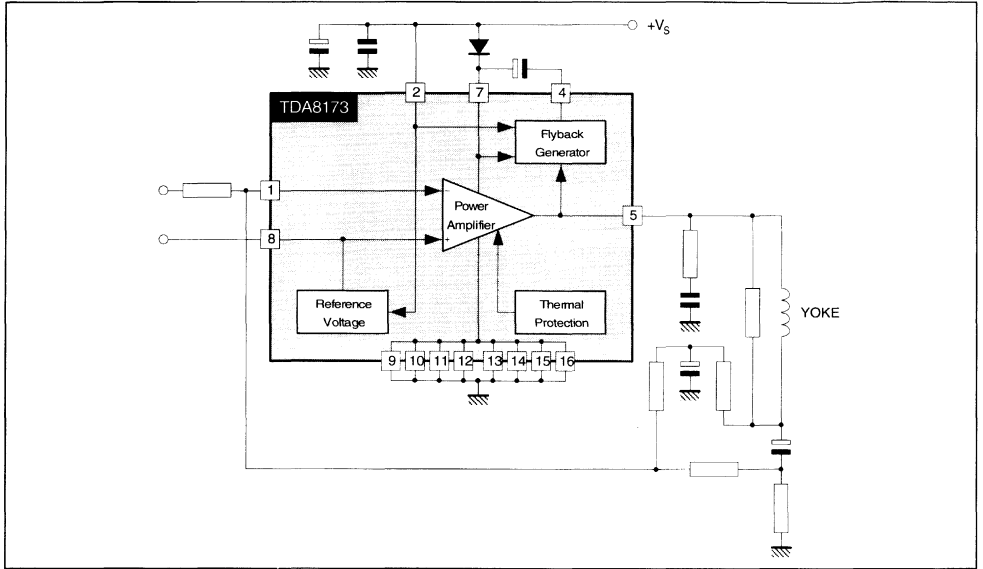 +VS
2
7
4
TDA8173
Flyback
Generator
1
Power
Amplifier
−
+
5
8
Reference
Voltage
Thermal
Protection
YOKE
9 10 11 12 13 14 15 16